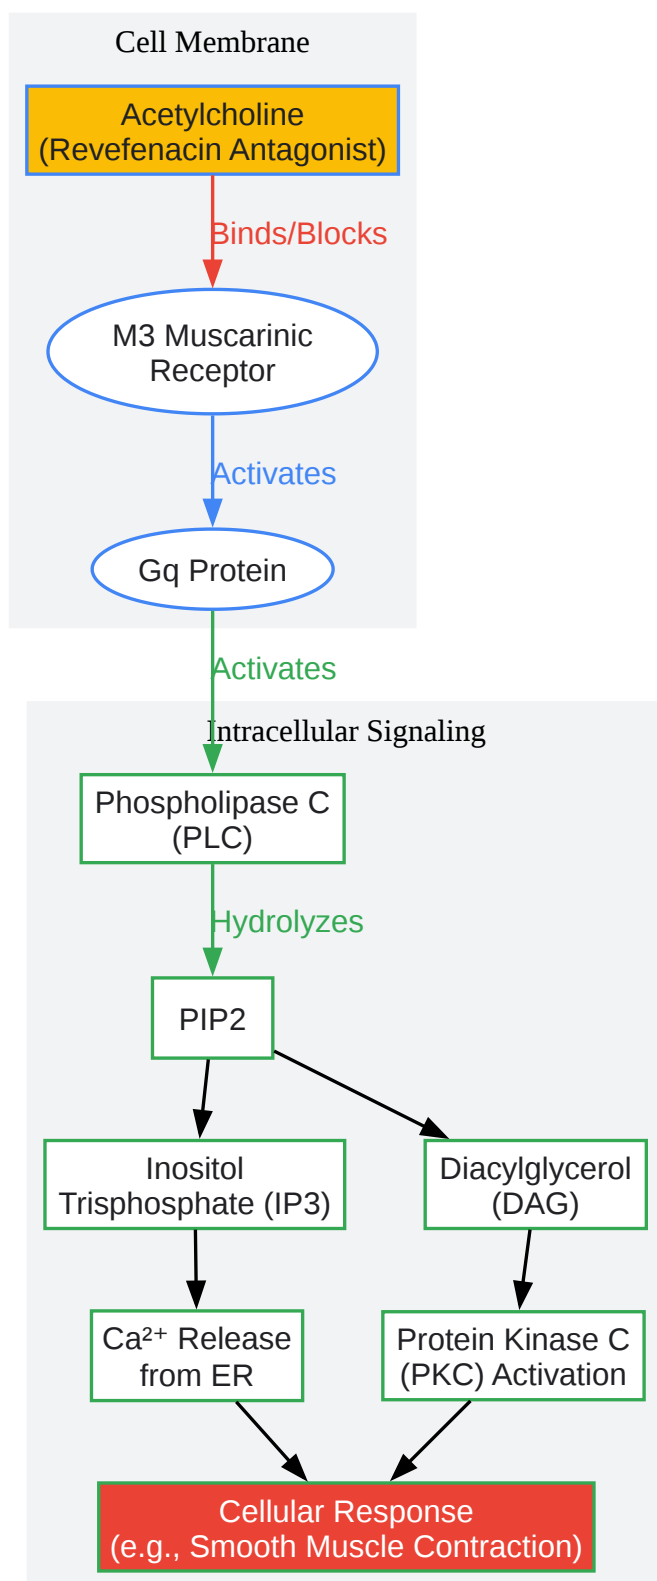 Cell Membrane
Acetylcholine
(Revefenacin Antagonist)
Binds/Blocks
M3 Muscarinic
Receptor
Activates
Gq Protein
Activates
Intracellular Signaling
Phospholipase C
(PLC)
Hydrolyzes
PIP2
Inositol
Trisphosphate (IP3)
Diacylglycerol
(DAG)
Ca²⁺ Release
from ER
Protein Kinase C
(PKC) Activation
Cellular Response
(e.g., Smooth Muscle Contraction)